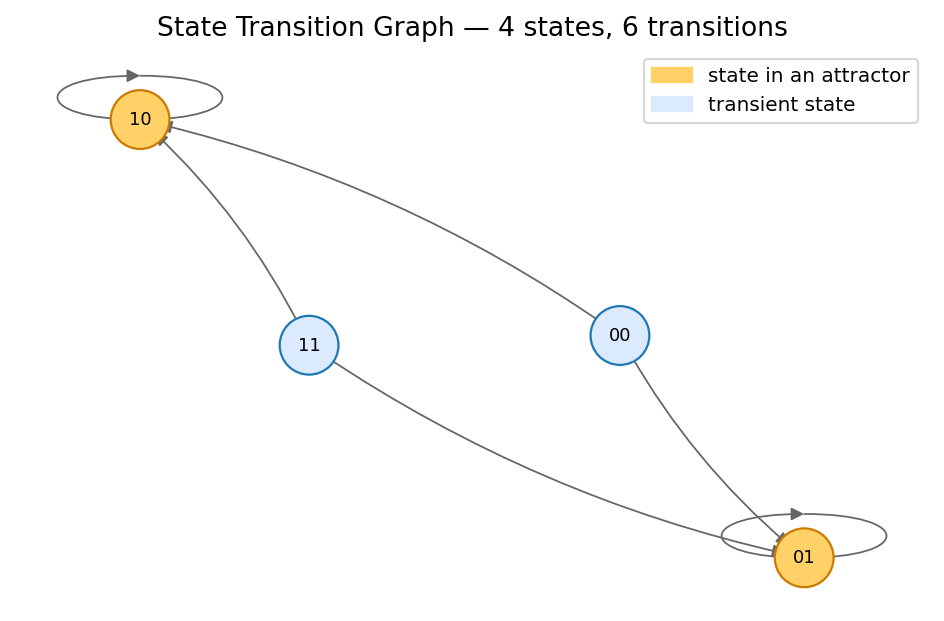 State Transition Graph — 4 states, 6 transitions
state in an attractor
transient state
10
00
11
01